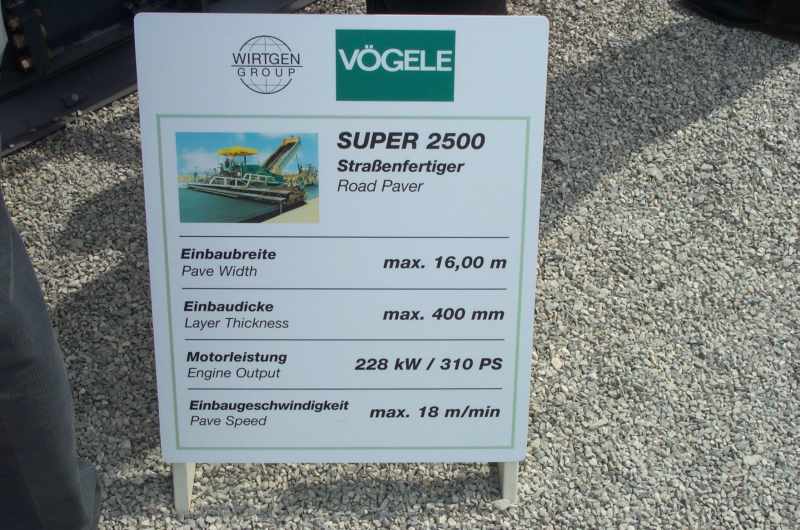 WIRTGEN
GROUP
VÖGELE
SUPER 2500
Straßenfertiger
Road Paver
Einbaubreite
Pave Width
max. 16,00 m
Einbaudicke
Layer Thickness
max. 400 mm
Motorleistung
Engine Output
228 kW / 310 PS
Einbaugeschwindigkeit
Pave Speed
max. 18 m/min